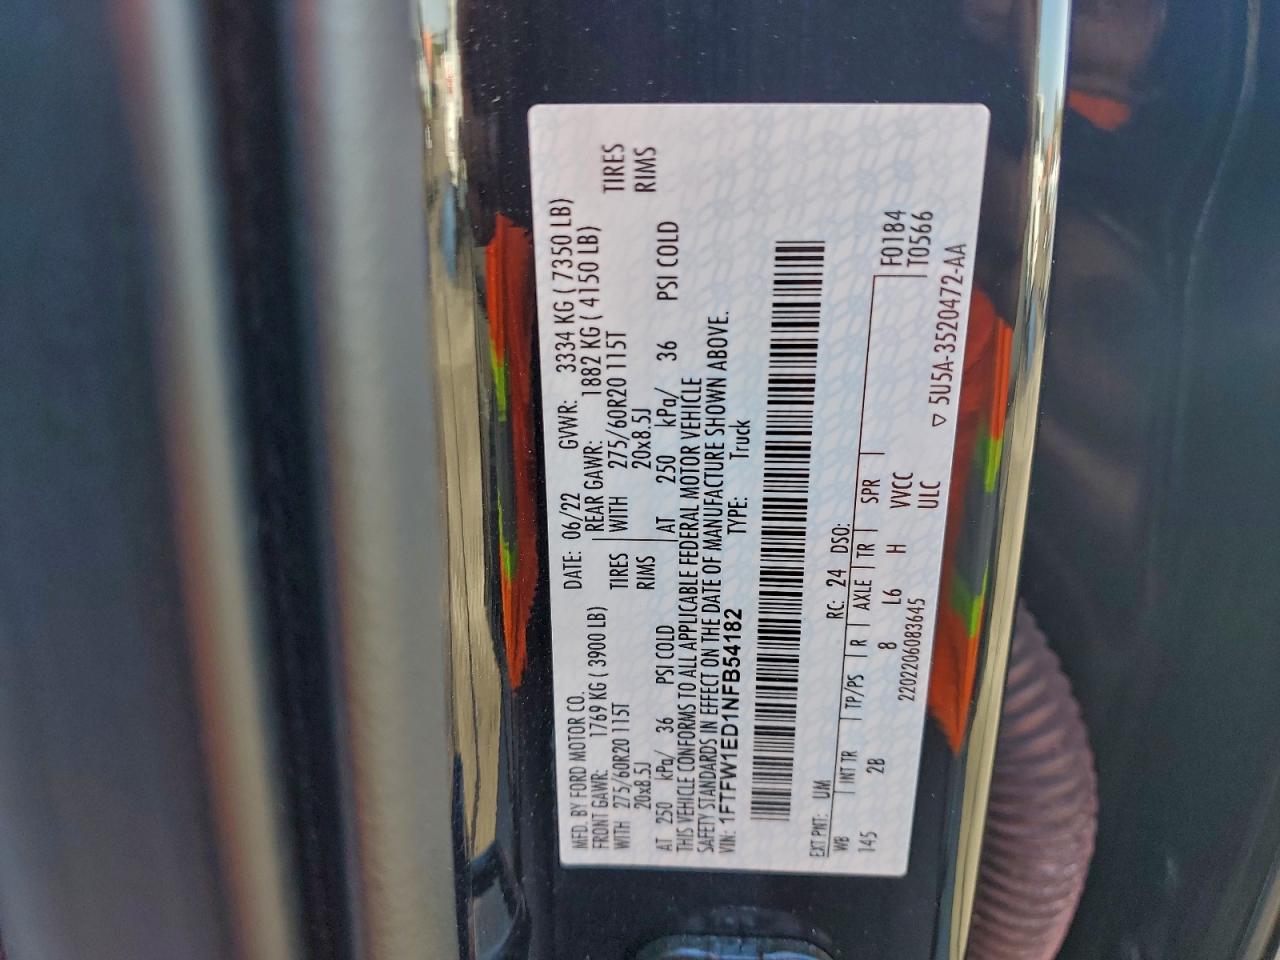 MFD. BY FORD MOTOR CO.
DATE: 06/22 GVWR: 3334 KG ( 7350 LB)
FRONT GAWR: 1769 KG ( 3900 LB) REAR GAWR: 1882 KG ( 4150 LB)
WITH 275/60R20 115T TIRES WITH 275/60R20 115T TIRES
20x8.5J RIMS 20x8.5J RIMS
AT 250 kPa/ 36 PSI COLD AT 250 kPa/ 36 PSI COLD
THIS VEHICLE CONFORMS TO ALL APPLICABLE FEDERAL MOTOR VEHICLE
SAFETY STANDARDS IN EFFECT ON THE DATE OF MANUFACTURE SHOWN ABOVE.
VIN: 1FTFW1ED1NFB54182 TYPE: Truck
EXT PNT: UM RC: 24 DSO:
WB INT TR TP/PS R AXLE TR SPR F0184
145 2B 8 L6 H VVCC T0566
2202206083645 ULC ▽ 5U5A-3520472-AA